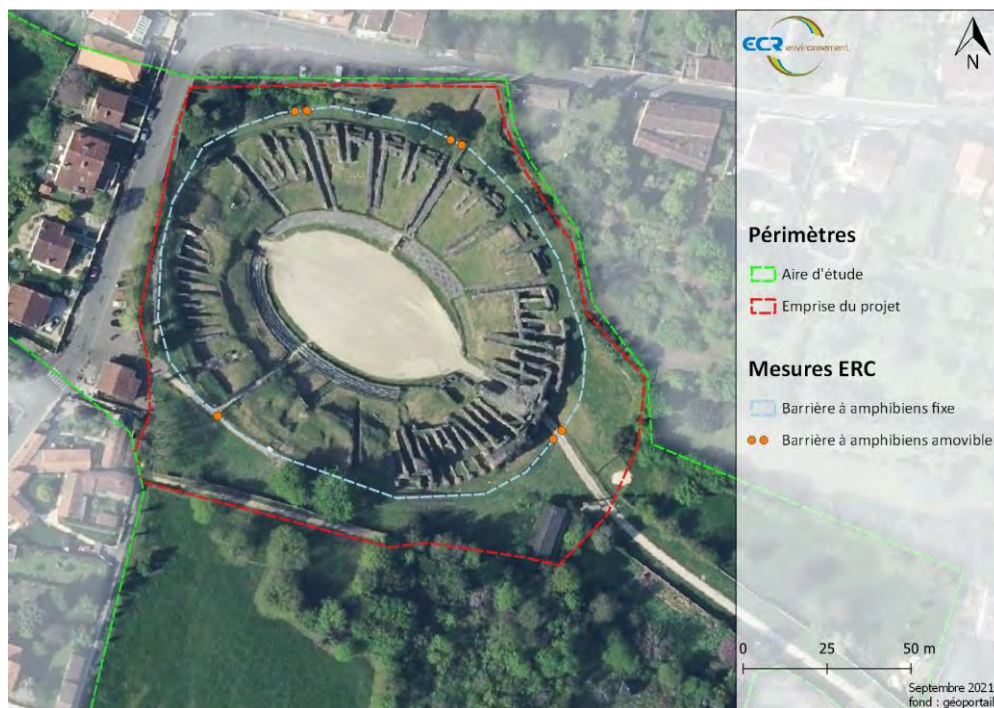 ECR environnement
N
Périmètres
Aire d'étude
Emprise du projet
Mesures ERC
Barrière à amphibiens fixe
Barrière à amphibiens amovible
0 25 50 m
Septembre 2021
fond : géoportail